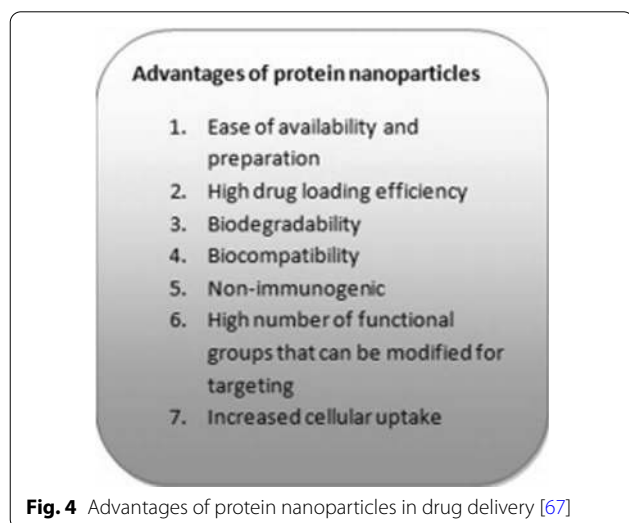 Advantages of protein nanoparticles
1. Ease of availability and
preparation
2. High drug loading efficiency
3. Biodegradability
4. Biocompatibility
5. Non-immunogenic
6. High number of functional
groups that can be modified for
targeting
7. Increased cellular uptake
Fig. 4 Advantages of protein nanoparticles in drug delivery [67]